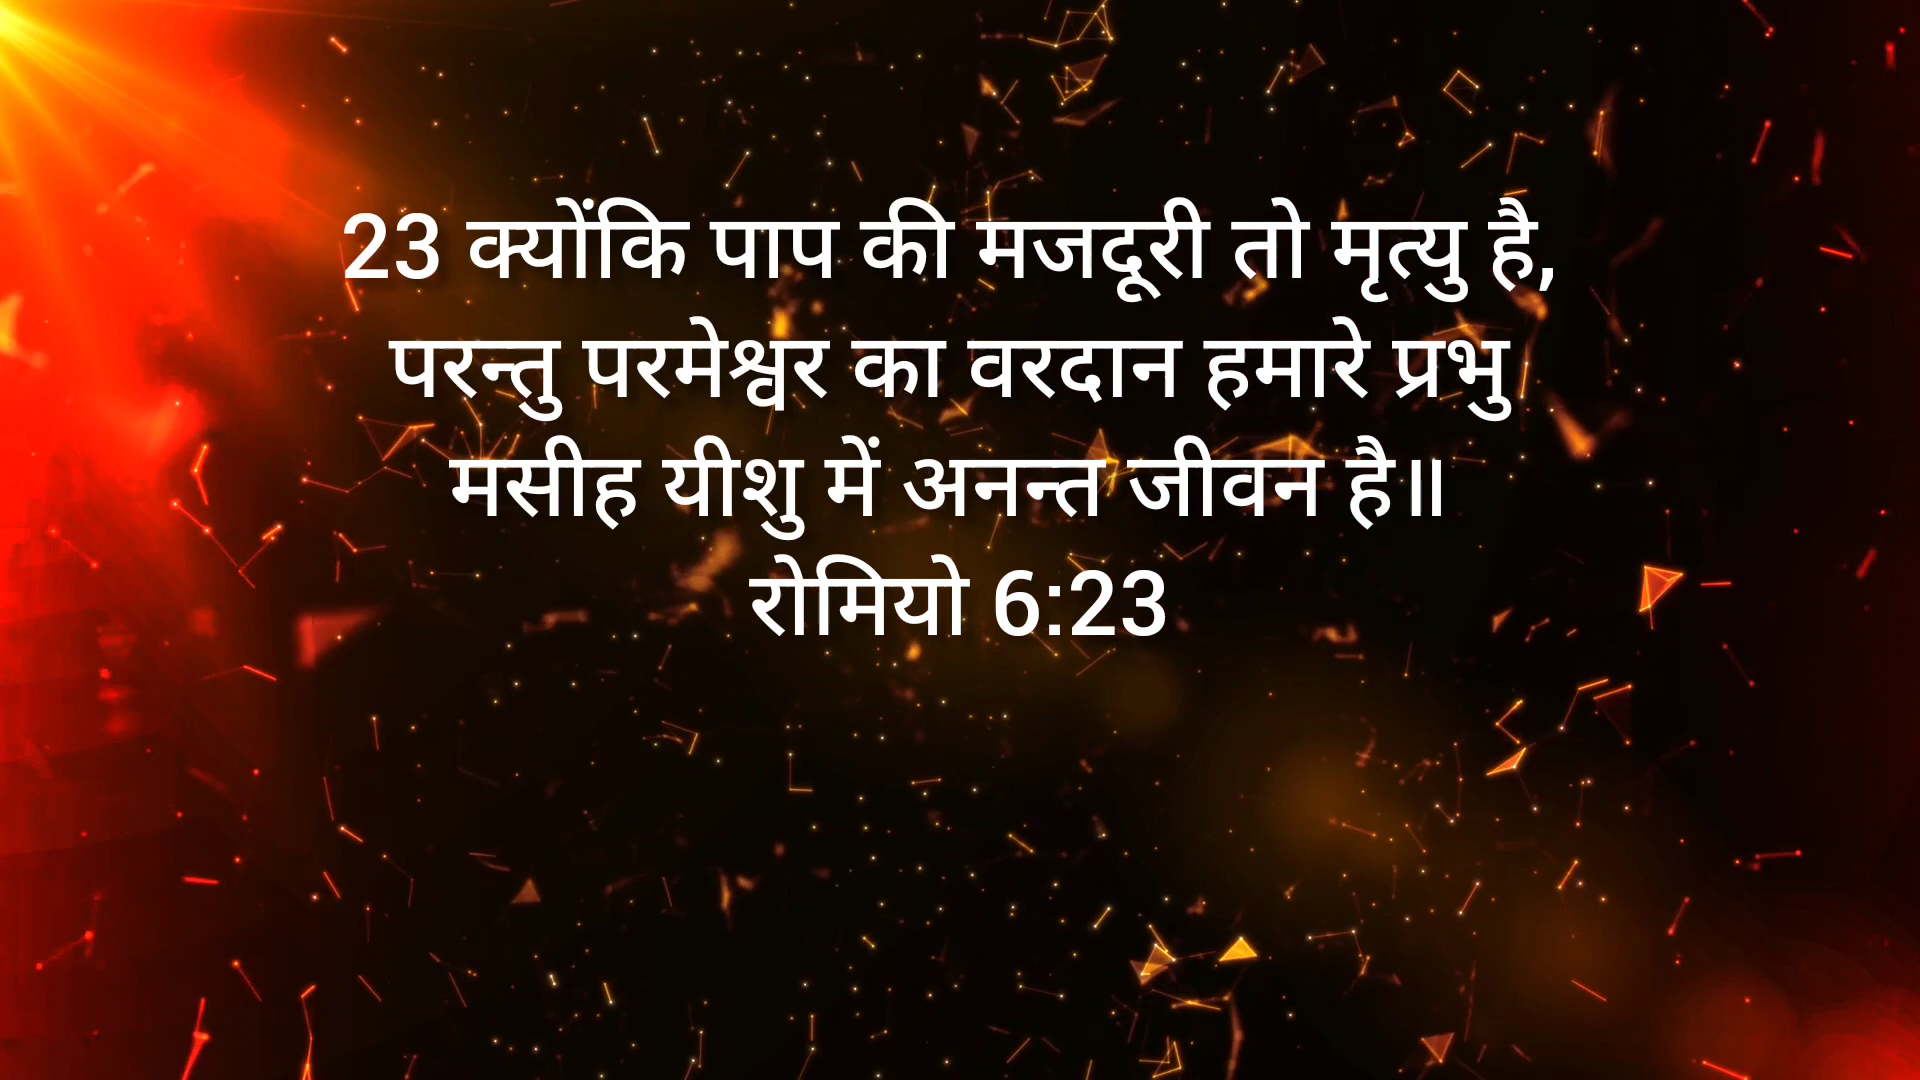 23 क्योंकि पाप की मजदूरी तो मृत्यु है,
परन्तु परमेश्वर का वरदान हमारे प्रभु
मसीह यीशु में अनन्त जीवन है॥
रोमियो 6:23